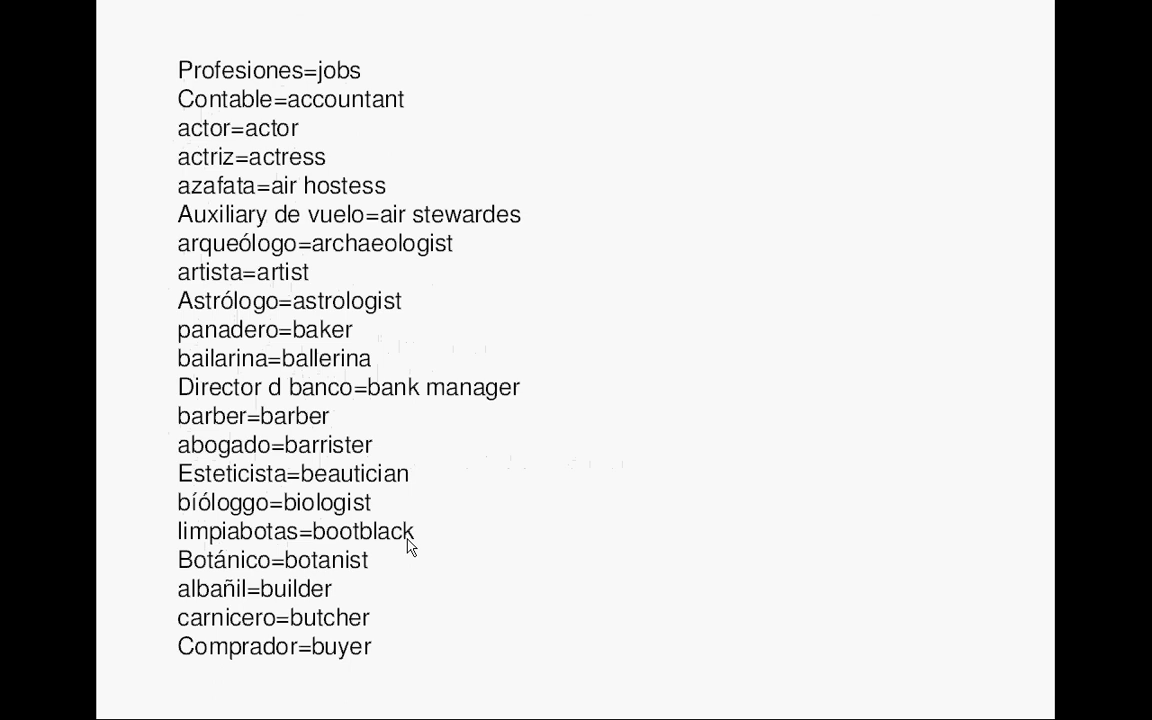 Profesiones=jobs
Contable=accountant
actor=actor
actriz=actress
azafata=air hostess
Auxiliary de vuelo=air stewardes
arqueólogo=archaeologist
artista=artist
Astrólogo=astrologist
panadero=baker
bailarina=ballerina
Director d banco=bank manager
barber=barber
abogado=barrister
Esteticista=beautician
bíóloggo=biologist
limpiabotas=bootblack
Botánico=botanist
albañil=builder
carnicero=butcher
Comprador=buyer